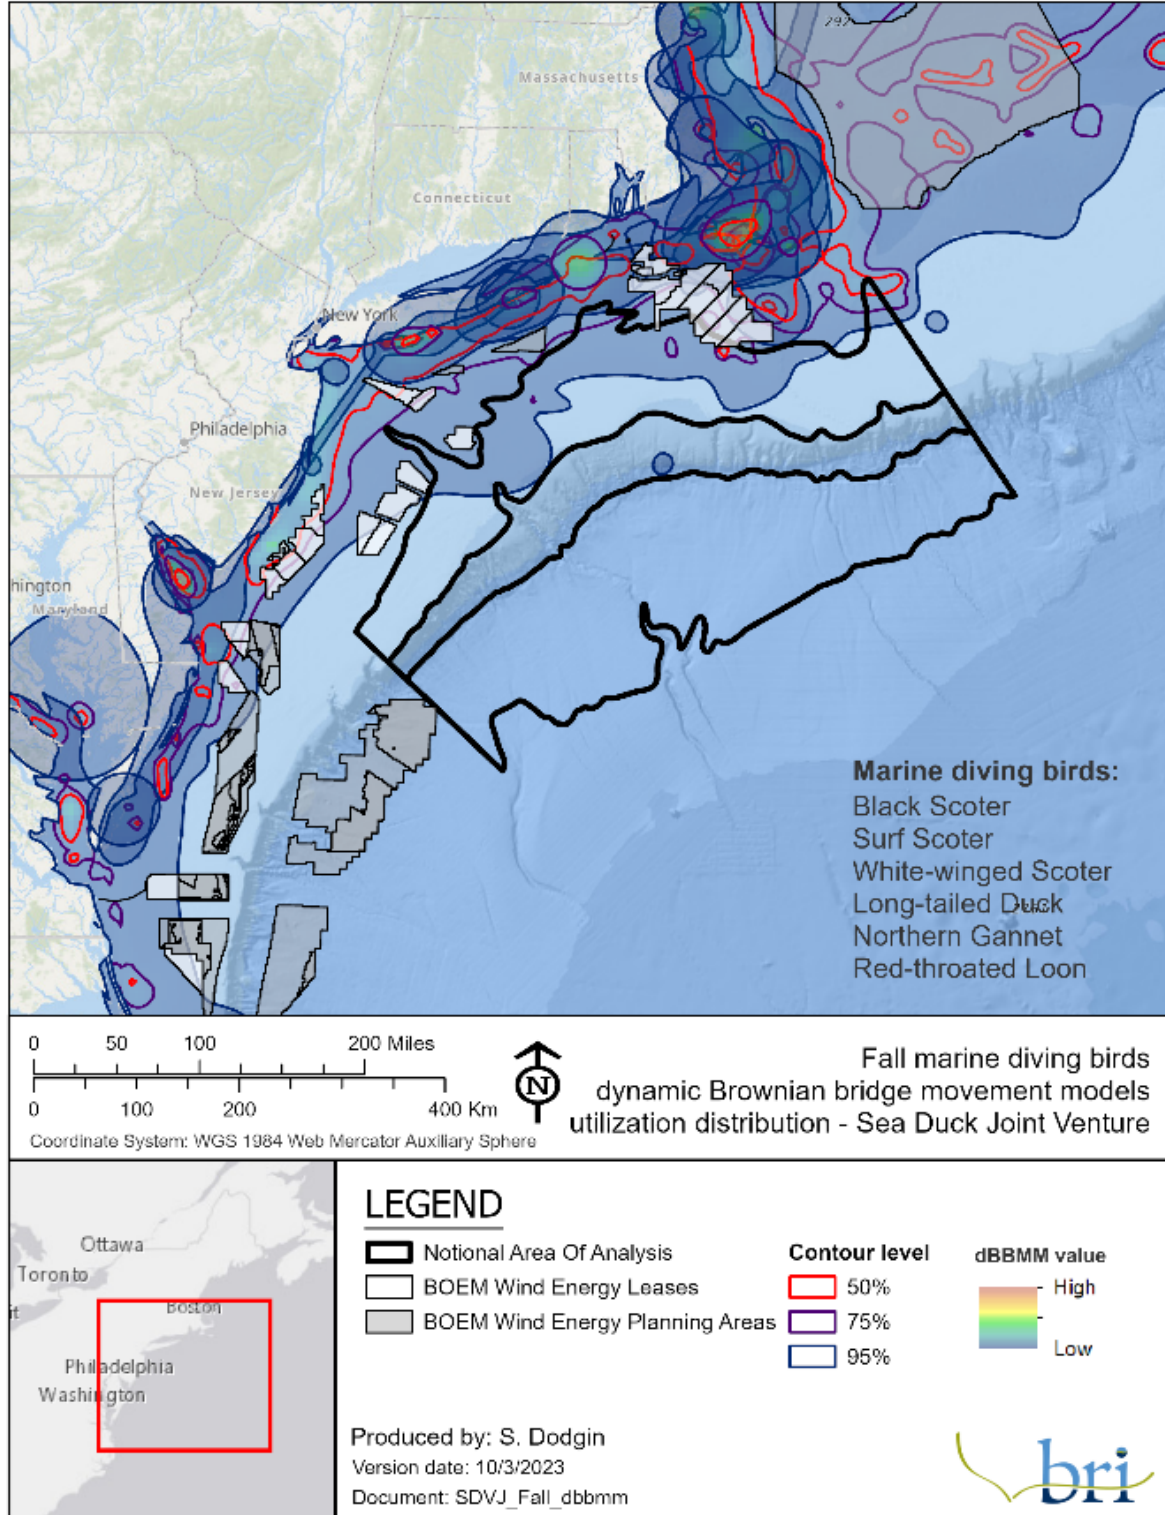 292
Massachusetts
Connecticut
New York
Philadelphia
New Jersey
hington
Maryland
Marine diving birds:
Black Scoter
Surf Scoter
White-winged Scoter
Long-tailed Duck
Northern Gannet
Red-throated Loon
0 50 100 200 Miles
0 100 200 400 Km
Coordinate System: WGS 1984 Web Mercator Auxiliary Sphere
N
Fall marine diving birds
dynamic Brownian bridge movement models
utilization distribution - Sea Duck Joint Venture
Ottawa
Toronto
it
Boston
Philadelphia
Washington
LEGEND
Notional Area Of Analysis
BOEM Wind Energy Leases
BOEM Wind Energy Planning Areas
Contour level
50%
75%
95%
dBBMM value
High
Low
Produced by: S. Dodgin
Version date: 10/3/2023
Document: SDVJ_Fall_dbbmm
bri